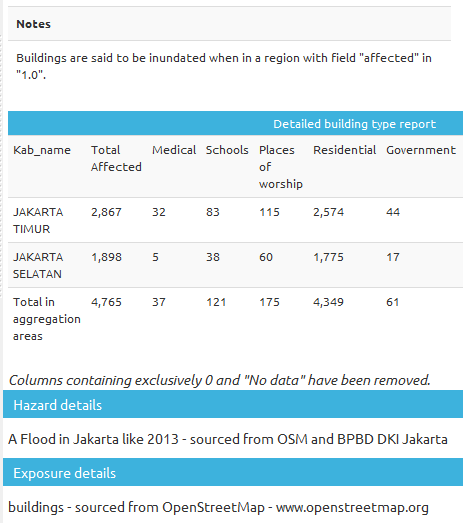 Notes
Buildings are said to be inundated when in a region with field "affected" in
"1.0".
Detailed building type report
Kab_name Total Affected Medical Schools Places of worship Residential Government
JAKARTA TIMUR 2,867 32 83 115 2,574 44
JAKARTA SELATAN 1,898 5 38 60 1,775 17
Total in aggregation areas 4,765 37 121 175 4,349 61
Columns containing exclusively 0 and "No data" have been removed.
Hazard details
A Flood in Jakarta like 2013 - sourced from OSM and BPBD DKI Jakarta
Exposure details
buildings - sourced from OpenStreetMap - www.openstreetmap.org